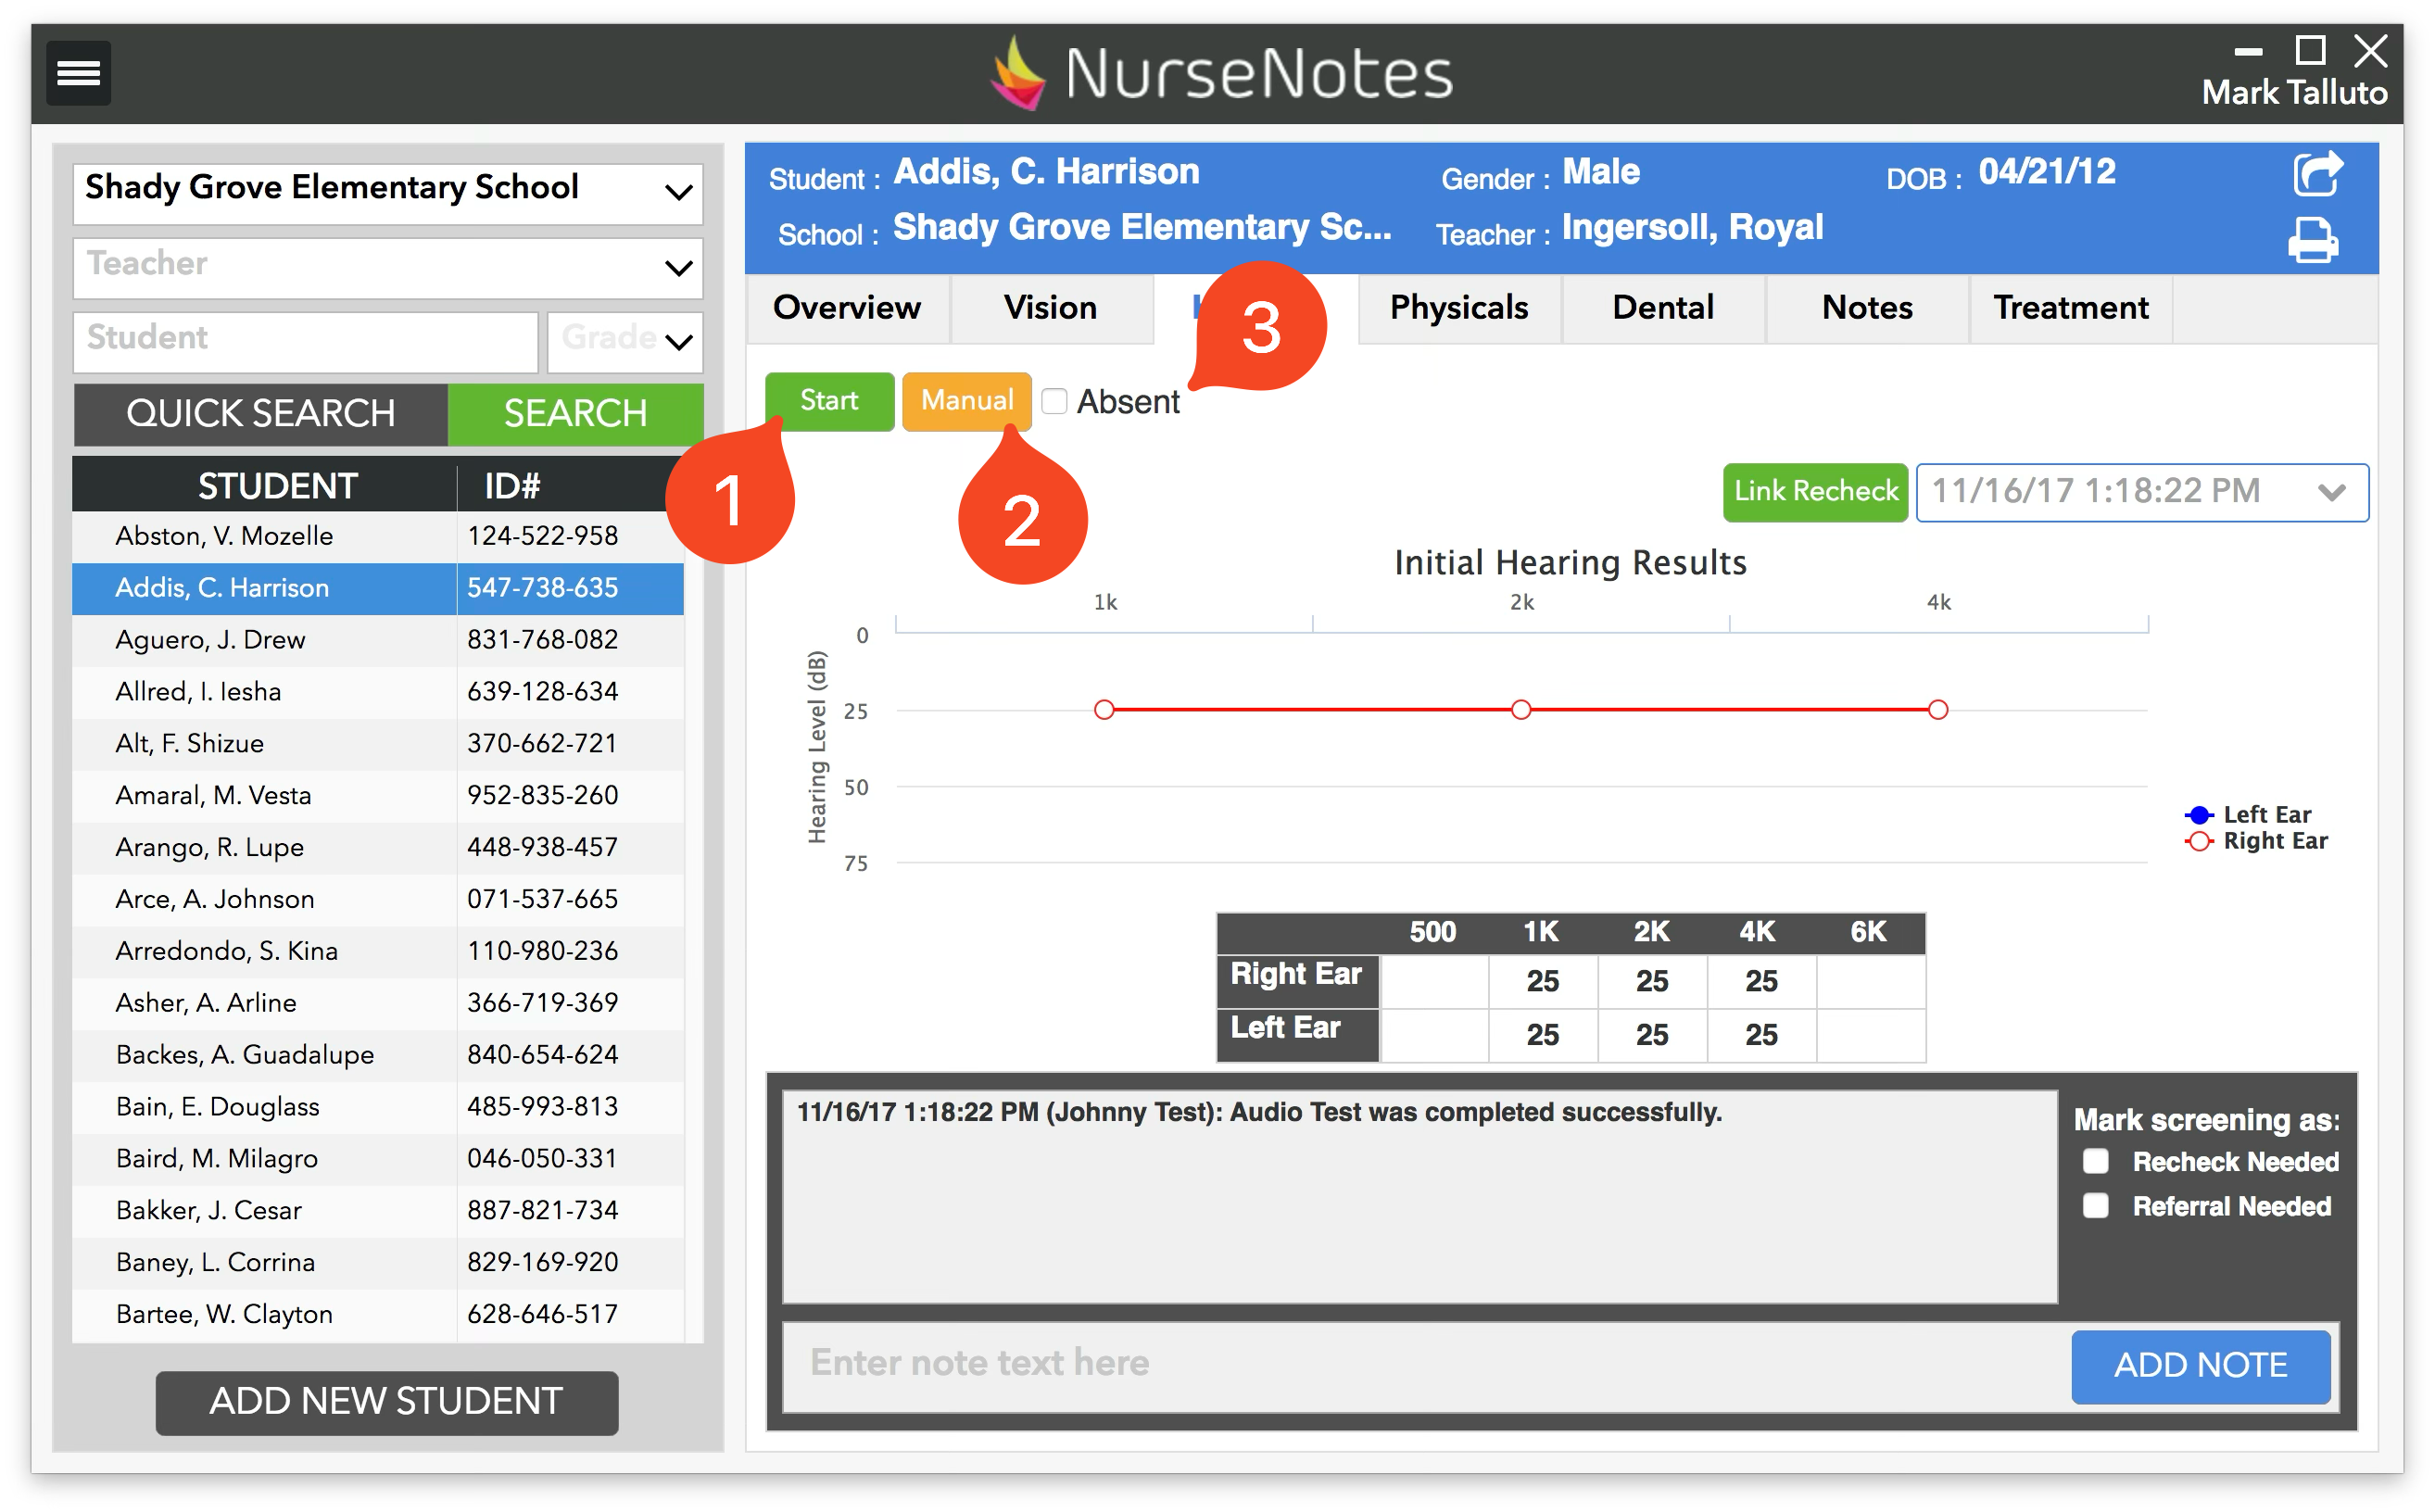 NurseNotes
Mark Talluto
Shady Grove Elementary School
Teacher
Student Grade
QUICK SEARCH SEARCH
STUDENT ID#
Abston, V. Mozelle 124-522-958
Addis, C. Harrison 547-738-635
Aguero, J. Drew 831-768-082
Allred, I. Iesha 639-128-634
Alt, F. Shizue 370-662-721
Amaral, M. Vesta 952-835-260
Arango, R. Lupe 448-938-457
Arce, A. Johnson 071-537-665
Arredondo, S. Kina 110-980-236
Asher, A. Arline 366-719-369
Backes, A. Guadalupe 840-654-624
Bain, E. Douglass 485-993-813
Baird, M. Milagro 046-050-331
Bakker, J. Cesar 887-821-734
Baney, L. Corrina 829-169-920
Bartee, W. Clayton 628-646-517
ADD NEW STUDENT
Student : Addis, C. Harrison Gender : Male DOB : 04/21/12
School : Shady Grove Elementary Sc... Teacher : Ingersoll, Royal
Overview Vision Physicals Dental Notes Treatment
3
Start Manual Absent
1
2
Link Recheck 11/16/17 1:18:22 PM
Initial Hearing Results
1k 2k 4k
0
25
50
75
Hearing Level (dB)
Left Ear
Right Ear
500 1K 2K 4K 6K
Right Ear 25 25 25
Left Ear 25 25 25
11/16/17 1:18:22 PM (Johnny Test): Audio Test was completed successfully.
Mark screening as:
Recheck Needed
Referral Needed
Enter note text here
ADD NOTE